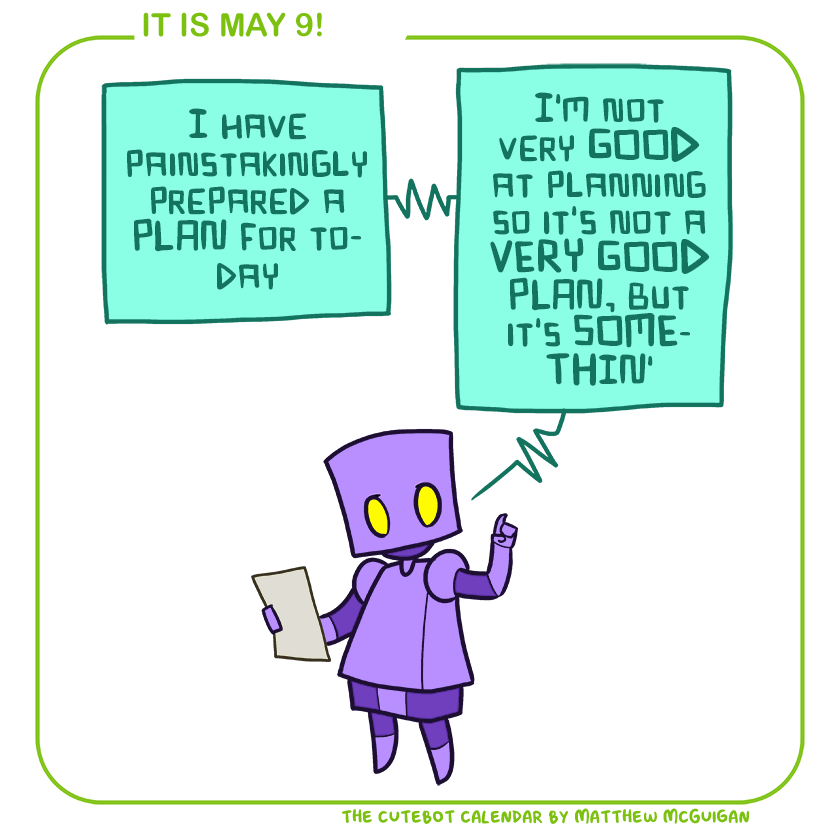 IT IS MAY 9!
I HAVE
PAINSTAKINGLY
PREPARED A
PLAN FOR TO-
DAY
I'M NOT
VERY GOOD
AT PLANNING
SO IT'S NOT A
VERY GOOD
PLAN, BUT
IT'S SOME-
THIN'
THE CUTEBOT CALENDAR BY MATTHEW MCGUIGAN